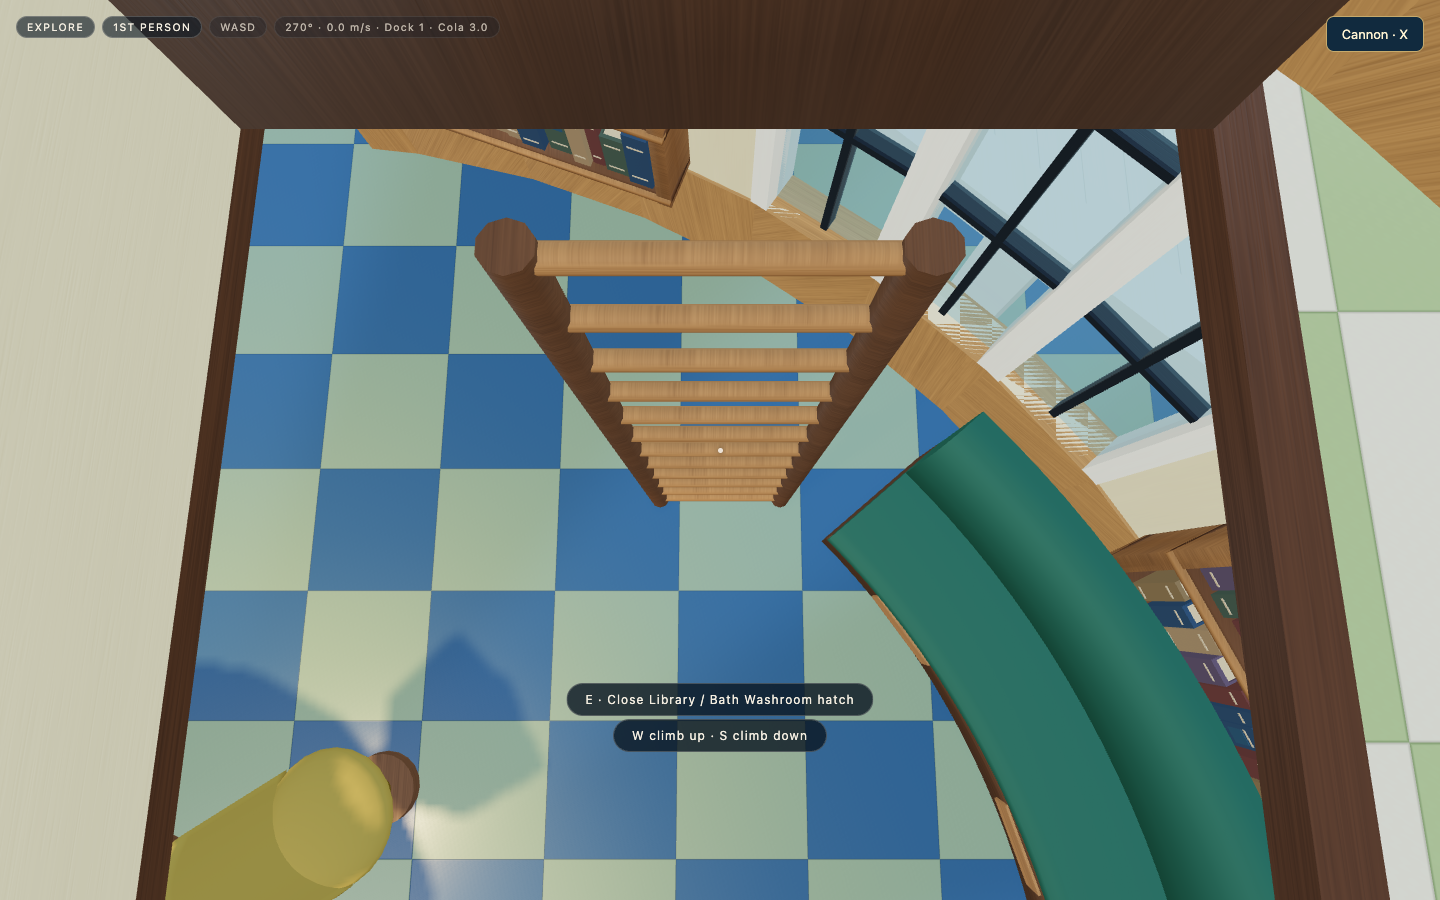 EXPLORE
1ST PERSON
WASD
270° · 0.0 m/s · Dock 1 · Cola 3.0
Cannon · X
E · Close Library / Bath Washroom hatch
W climb up · S climb down